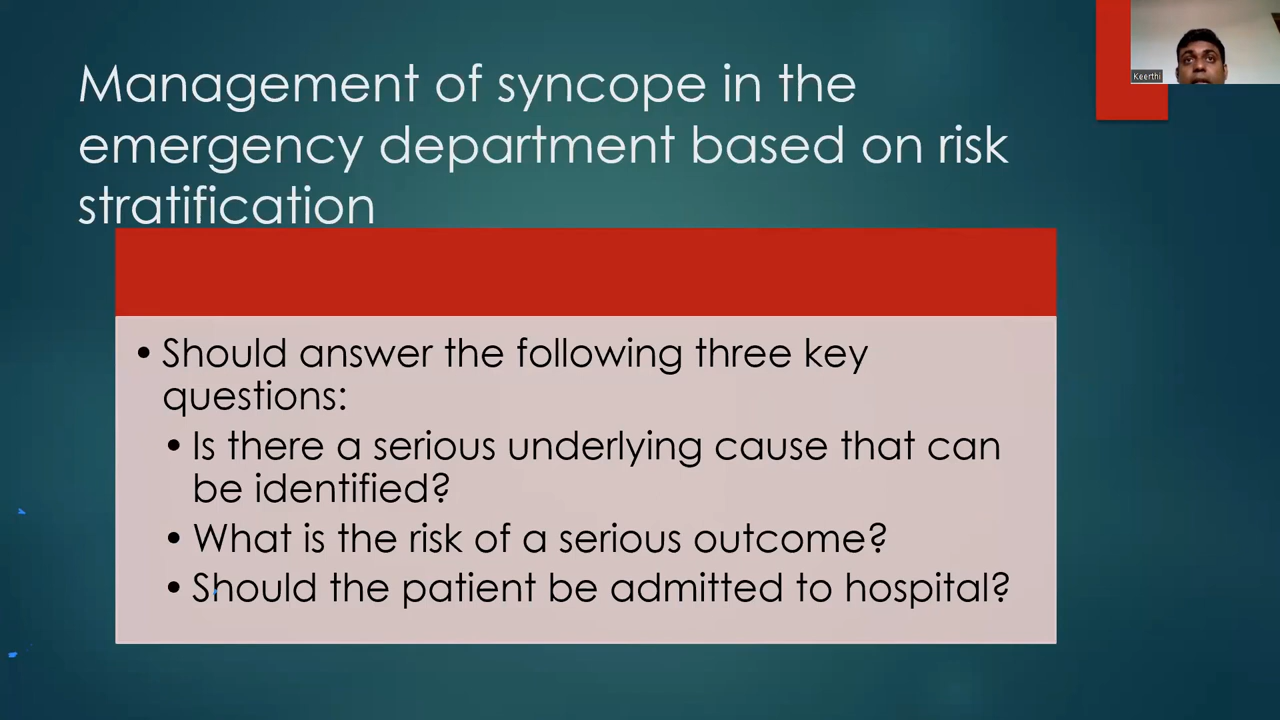 Management of syncope in the
emergency department based on risk
stratification
Keerthi
• Should answer the following three key
questions:
• Is there a serious underlying cause that can
be identified?
• What is the risk of a serious outcome?
• Should the patient be admitted to hospital?